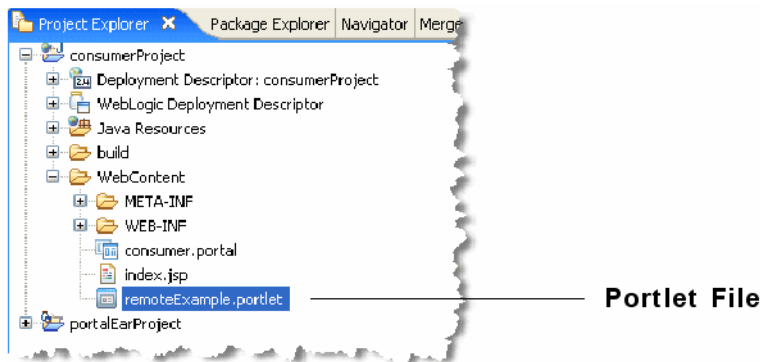 Project Explorer Package Explorer Navigator Merge
consumerProject
Deployment Descriptor: consumerProject
WebLogic Deployment Descriptor
Java Resources
build
WebContent
META-INF
WEB-INF
consumer.portal
index.jsp
remoteExample.portlet Portlet File
portalEarProject